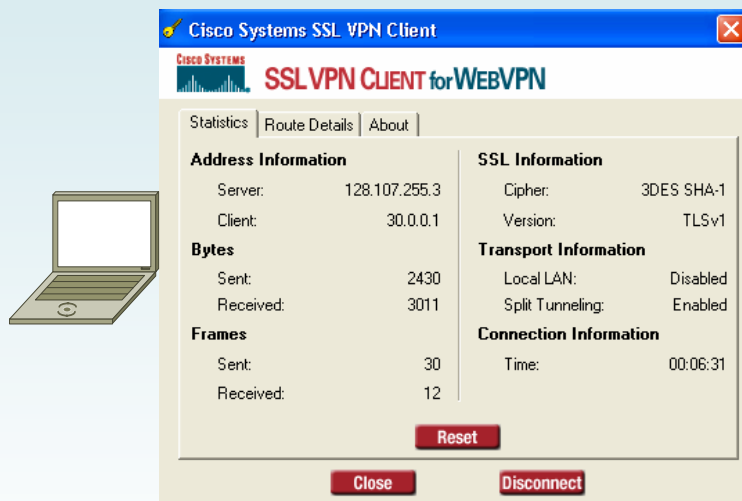 Cisco Systems SSL VPN Client
CISCO SYSTEMS
SSL VPN CLIENT for WEBVPN
Statistics Route Details About
Address Information
Server: 128.107.255.3
Client: 30.0.0.1
Bytes
Sent: 2430
Received: 3011
Frames
Sent: 30
Received: 12
SSL Information
Cipher: 3DES SHA-1
Version: TLSv1
Transport Information
Local LAN: Disabled
Split Tunneling: Enabled
Connection Information
Time: 00:06:31
Reset
Close Disconnect